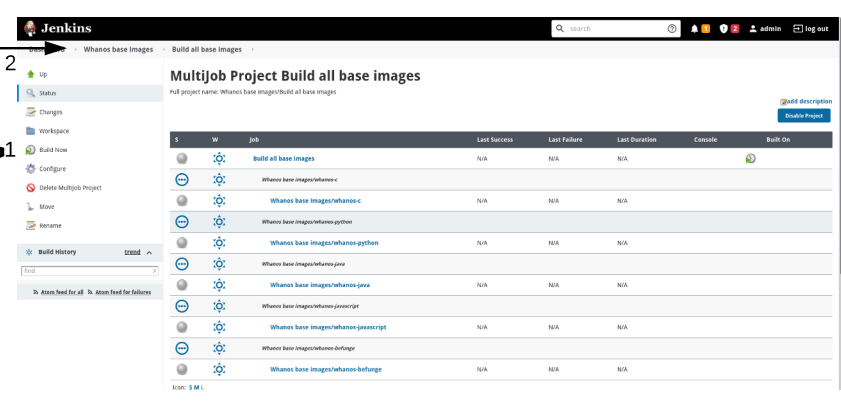 Jenkins
search
1
2
admin
log out
Whanos base images
Build all base images
2
1
Up
Status
Changes
Workspace
Build Now
Configure
Delete MultiJob Project
Move
Rename
Build History
trend
find
x
Atom feed for all
Atom feed for failures
MultiJob Project Build all base images
Full project name: Whanos base images/Build all base images
add description
Disable Project
S W Job Last Success Last Failure Last Duration Console Built On
Build all base images N/A N/A N/A
Whanos base images/whanos-c
Whanos base images/whanos-c N/A N/A N/A
Whanos base images/whanos-python
Whanos base images/whanos-python N/A N/A N/A
Whanos base images/whanos-java
Whanos base images/whanos-java N/A N/A N/A
Whanos base images/whanos-javascript
Whanos base images/whanos-javascript N/A N/A N/A
Whanos base images/whanos-befunge
Whanos base images/whanos-befunge N/A N/A N/A
Icon: S M L